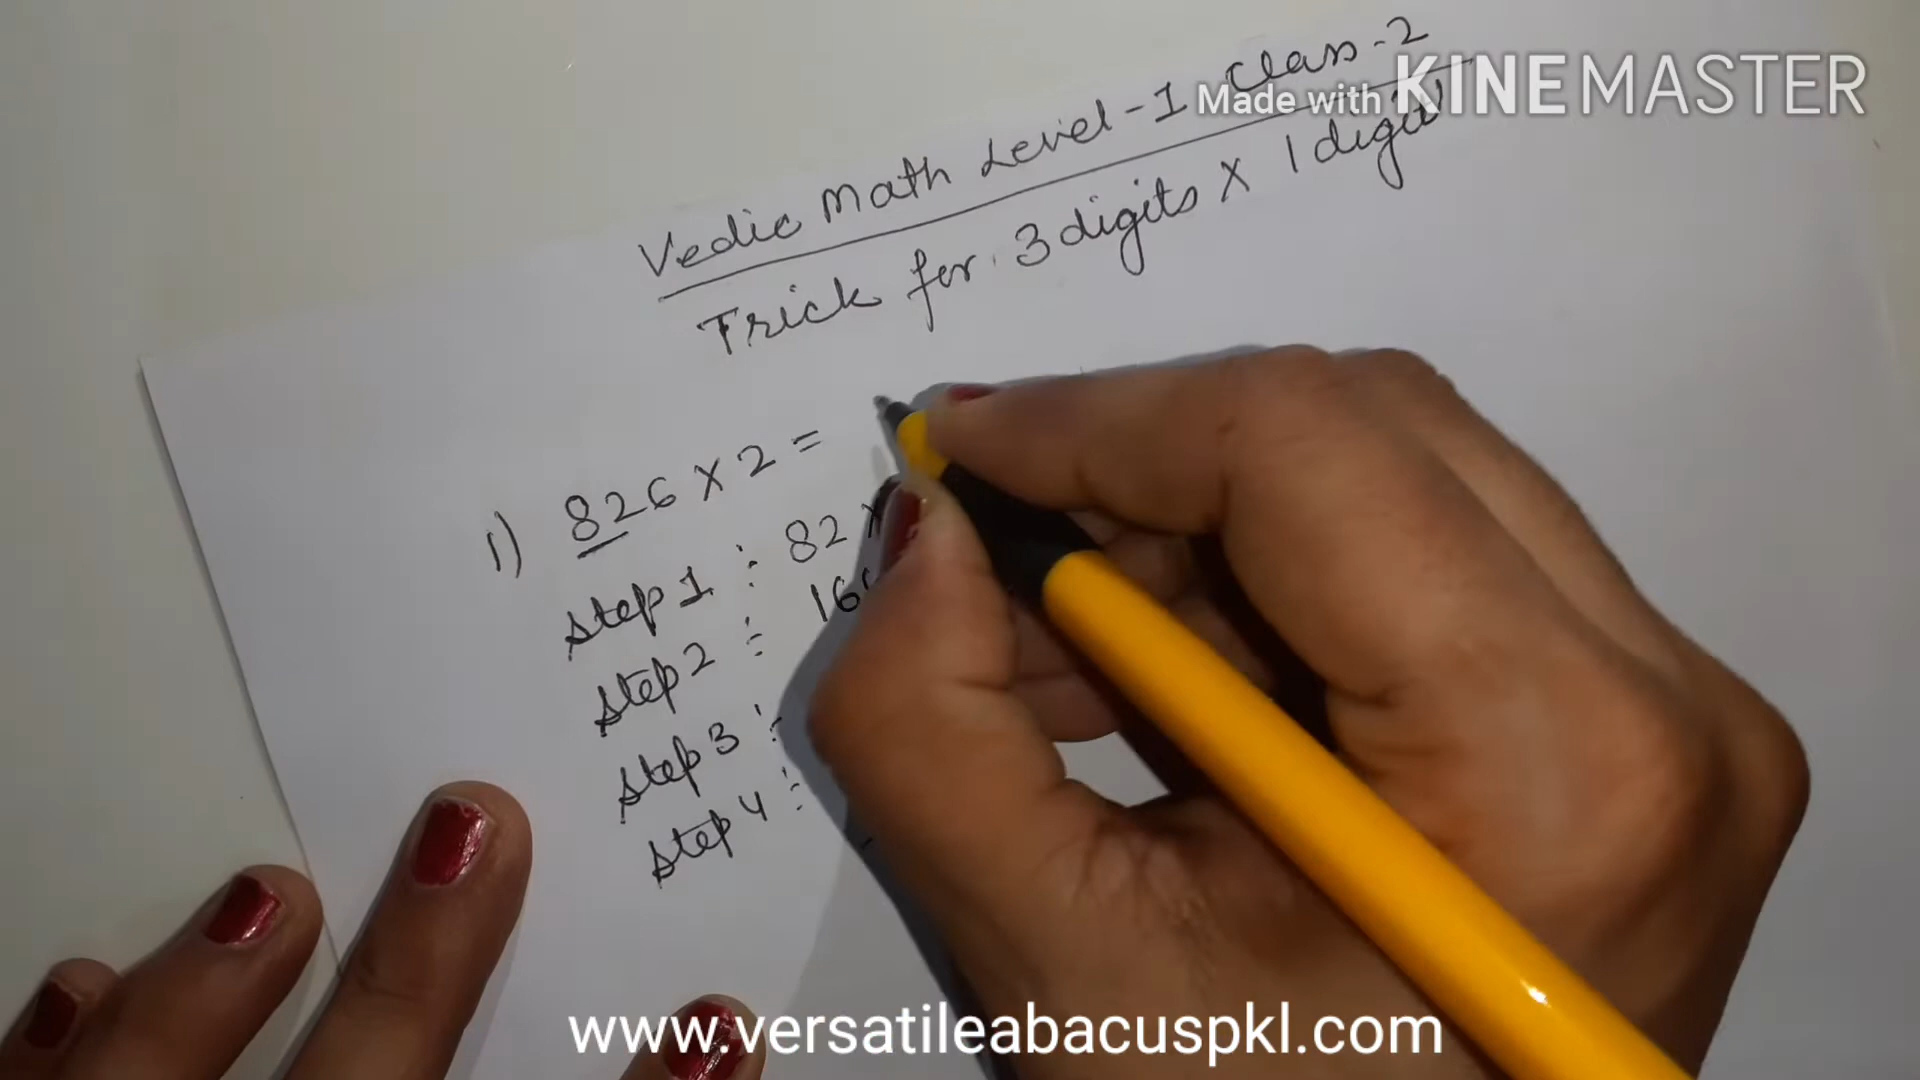 Made with KINEMASTER
Vedic Math Level-1 Class-2
Trick for 3 digits X 1 digit
1) 826 X 2 =
Step 1 : 82 X
Step 2 : 16
Step 3 :
Step 4 :
www.versatileabacuspkl.com